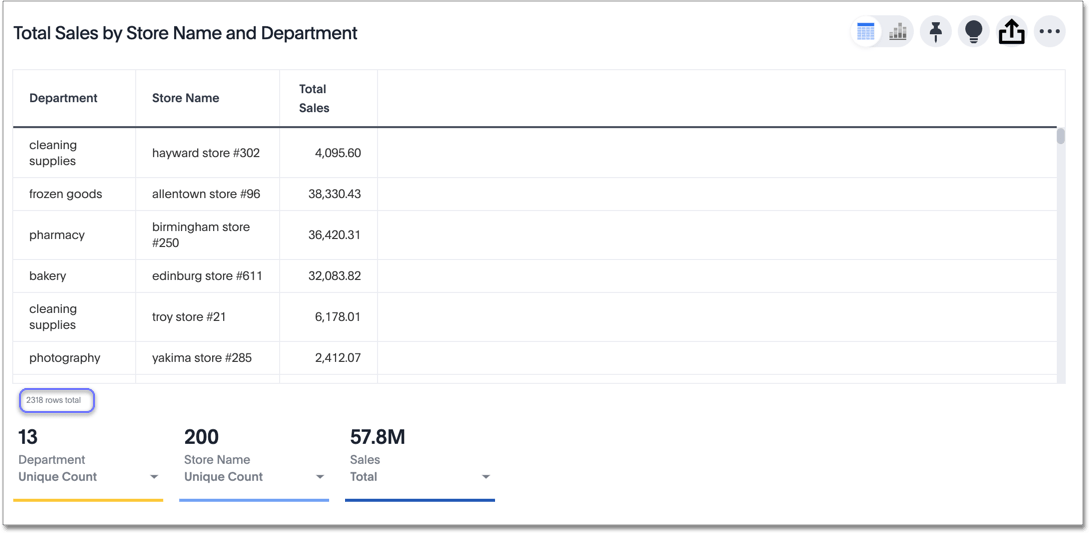 Total Sales by Store Name and Department
Department Store Name Total
Sales
cleaning
supplies hayward store #302 4,095.60
frozen goods allentown store #96 38,330.43
pharmacy birmingham store
#250 36,420.31
bakery edinburg store #611 32,083.82
cleaning
supplies troy store #21 6,178.01
photography yakima store #285 2,412.07
2318 rows total
13 200 57.8M
Department Store Name Sales
Unique Count Unique Count Total